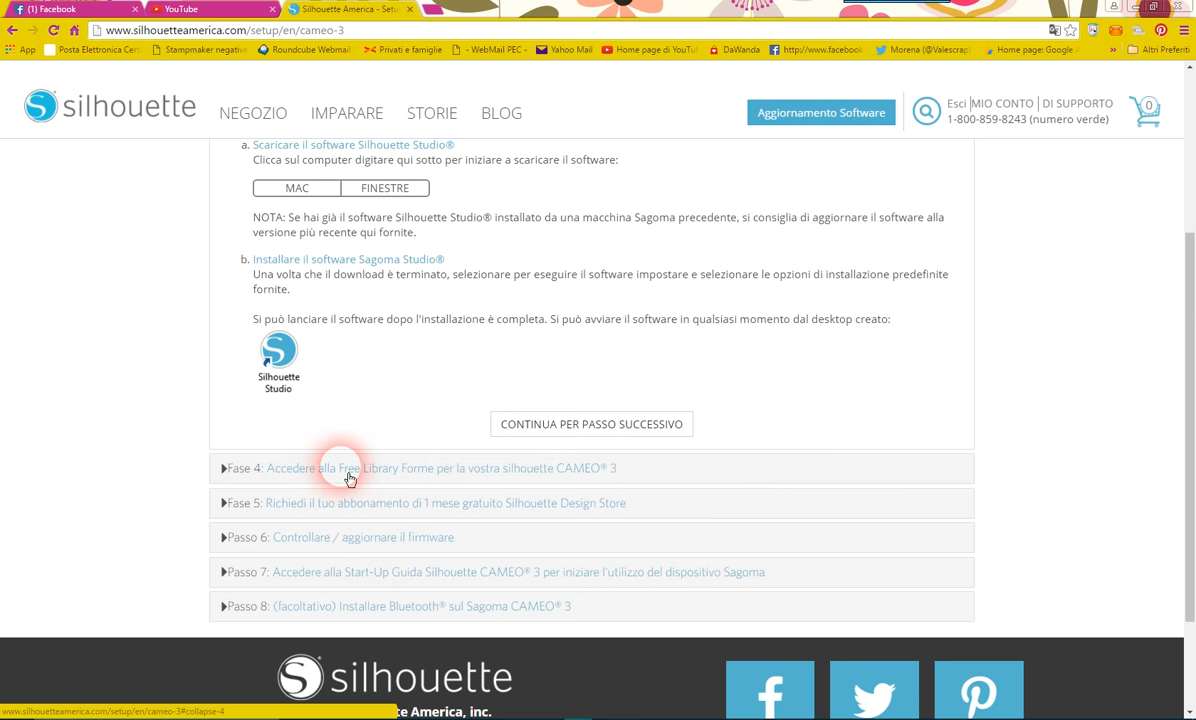 (1) Facebook
YouTube
Silhouette America - Setu
www.silhouetteamerica.com/setup/en/cameo-3
App
Posta Elettronica Cert
Stampmaker negative
Roundcube Webmail
Privati e famiglie
- WebMail PEC -
Yahoo Mail
Home page di YouTu
DaWanda
http://www.facebook.
Morena (@Valescrap
Home page: Google A
» Altri Preferiti
silhouette
NEGOZIO
IMPARARE
STORIE
BLOG
Aggiornamento Software
Esci |MIO CONTO | DI SUPPORTO
1-800-859-8243 (numero verde)
0
a. Scaricare il software Silhouette Studio®
Clicca sul computer digitare qui sotto per iniziare a scaricare il software:
MAC
FINESTRE
NOTA: Se hai già il software Silhouette Studio® installato da una macchina Sagoma precedente, si consiglia di aggiornare il software alla
versione più recente qui fornite.
b. Installare il software Sagoma Studio®
Una volta che il download è terminato, selezionare per eseguire il software impostare e selezionare le opzioni di installazione predefinite
fornite.
Si può lanciare il software dopo l'installazione è completa. Si può avviare il software in qualsiasi momento dal desktop creato:
Silhouette
Studio
CONTINUA PER PASSO SUCCESSIVO
Fase 4: Accedere alla Free Library Forme per la vostra silhouette CAMEO® 3
Fase 5: Richiedi il tuo abbonamento di 1 mese gratuito Silhouette Design Store
Passo 6: Controllare / aggiornare il firmware
Passo 7: Accedere alla Start-Up Guida Silhouette CAMEO® 3 per iniziare l'utilizzo del dispositivo Sagoma
Passo 8: (facoltativo) Installare Bluetooth® sul Sagoma CAMEO® 3
silhouette
www.silhouetteamerica.com/setup/en/cameo-3#collapse-4
te America, inc.